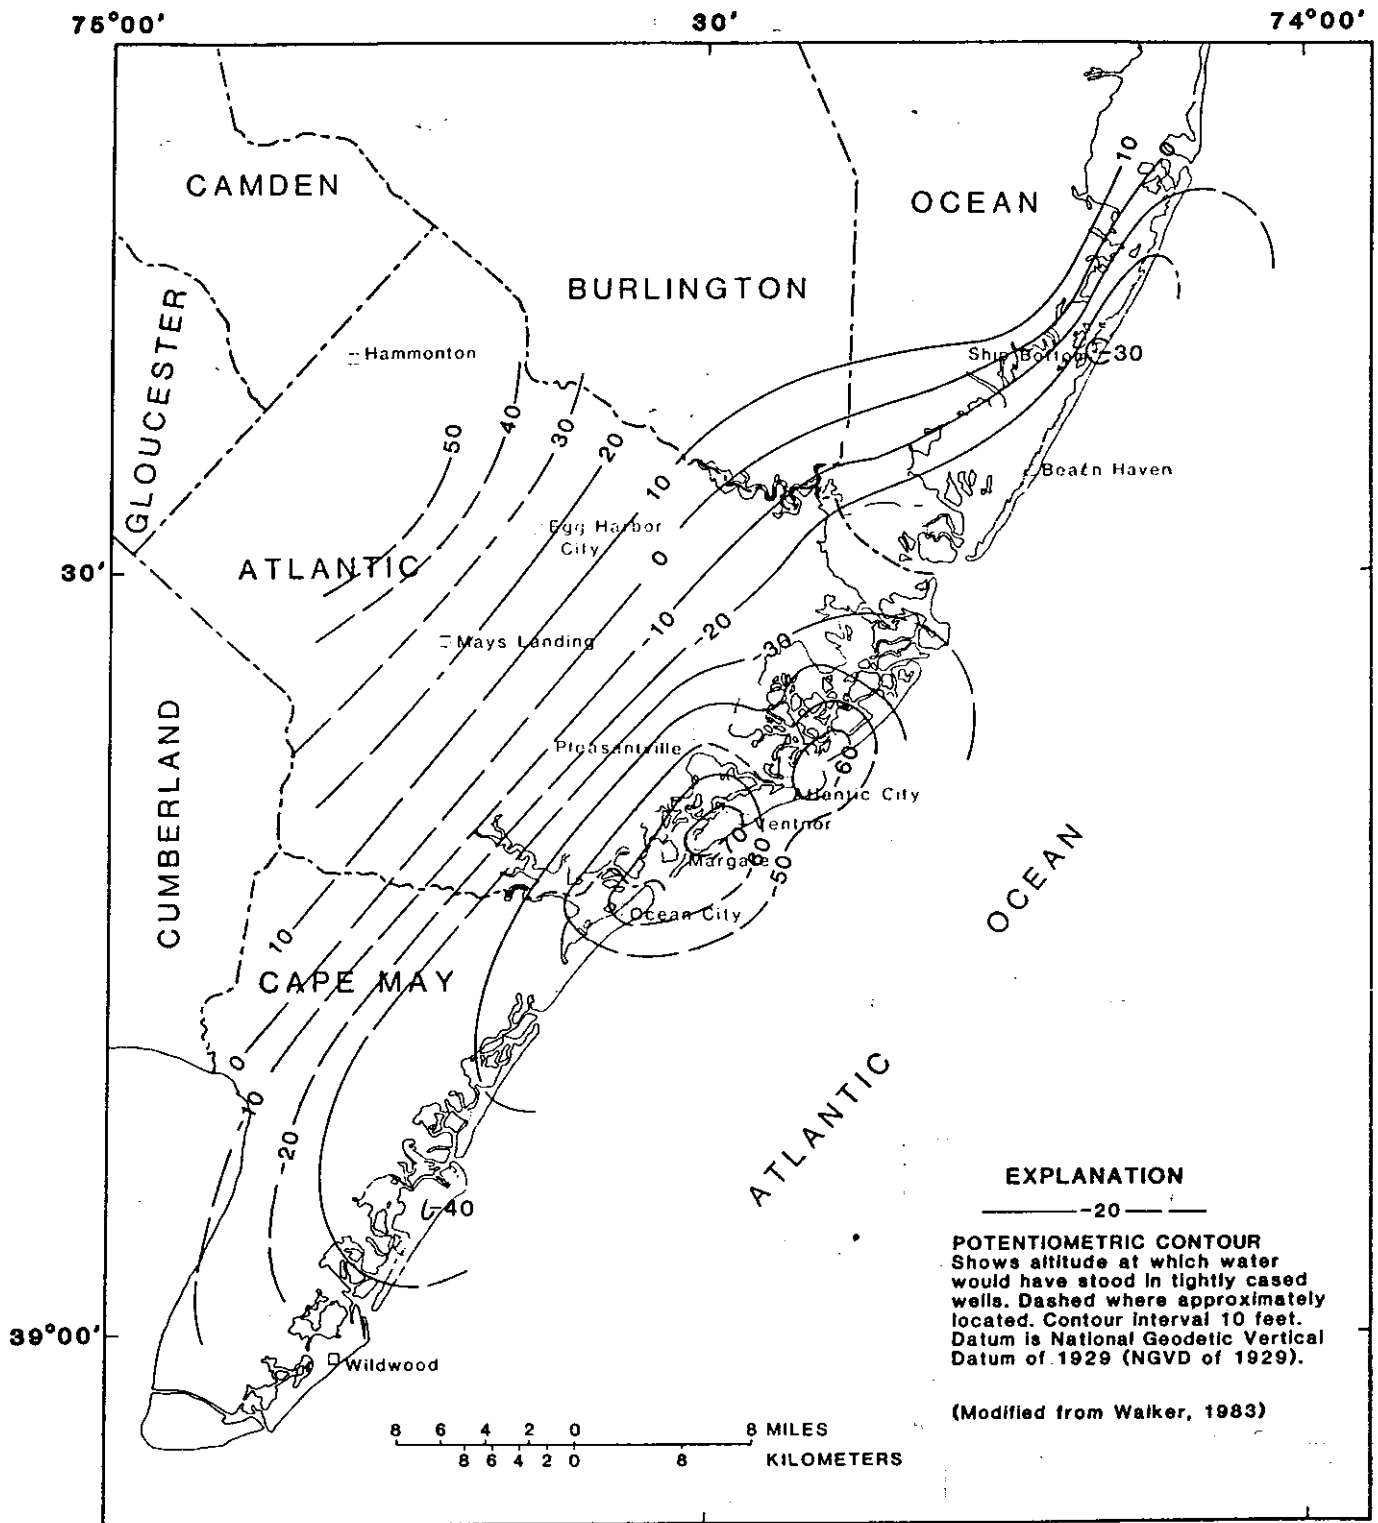 75°00' 30' 74°00'
CAMDEN
OCEAN
BURLINGTON
GLOUCESTER
Hammonton
Ship Bottom
-30
10
0
50
40
30
20
10
0
-10
-20
-30
Beach Haven
Egg Harbor
City
30'
ATLANTIC
Mays Landing
CUMBERLAND
Pleasantville
-60
Atlantic City
Ventnor
-70
-60
-50
Margate
Ocean City
OCEAN
ATLANTIC
10
CAPE MAY
0
-10
-20
-40
39°00'
Wildwood
EXPLANATION
-20
POTENTIOMETRIC CONTOUR
Shows altitude at which water
would have stood in tightly cased
wells. Dashed where approximately
located. Contour interval 10 feet.
Datum is National Geodetic Vertical
Datum of 1929 (NGVD of 1929).
(Modified from Walker, 1983)
8 6 4 2 0 8 MILES
8 6 4 2 0 8 KILOMETERS